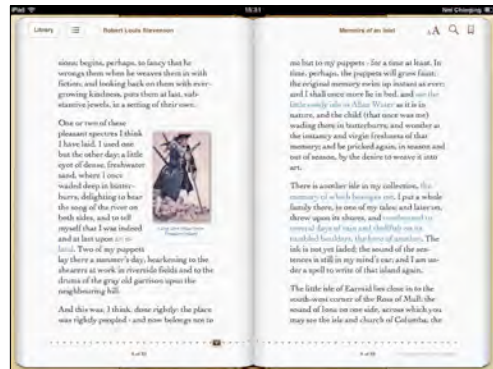 iPad
15:31
Not Charging
Library
Robert Louis Stevenson
Memoirs of an Islet
AA
sions; begins, perhaps, to fancy that he
wrongs them when he weaves them in with
fiction; and looking back on them with ever-
growing kindness, puts them at last, sub-
stantive jewels, in a setting of their own.
One or two of these
pleasant spectres I think
I have laid. I used one
but the other day: a little
eyot of dense, freshwater
sand, where I once
waded deep in butter-
burrs, delighting to hear
the song of the river on
both sides, and to tell
myself that I was indeed
and at last upon an is-
land. Two of my puppets
lay there a summer's day, hearkening to the
shearers at work in riverside fields and to the
drums of the gray old garrison upon the
neighbouring hill.
And this was, I think, done rightly: the place
was rightly peopled - and now belongs not to
me but to my puppets - for a time at least. In
time, perhaps, the puppets will grow faint;
the original memory swim up instant as ever;
and I shall once more lie in bed, and see the
little sandy isle in Allan Water as it is in
nature, and the child (that once was me)
wading there in butterburrs; and wonder at
the instancy and virgin freshness of that
memory; and be pricked again, in season and
out of season, by the desire to weave it into
art.
There is another isle in my collection, the
memory of which besieges me. I put a whole
family there, in one of my tales; and later on,
threw upon its shores, and condemned to
several days of rain and shellfish on its
tumbled boulders, the hero of another. The
ink is not yet faded; the sound of the sen-
tences is still in my mind's ear; and I am un-
der a spell to write of that island again.
The little isle of Earraid lies close in to the
south-west corner of the Ross of Mull: the
sound of Iona on one side, across which you
may see the isle and church of Columba; the